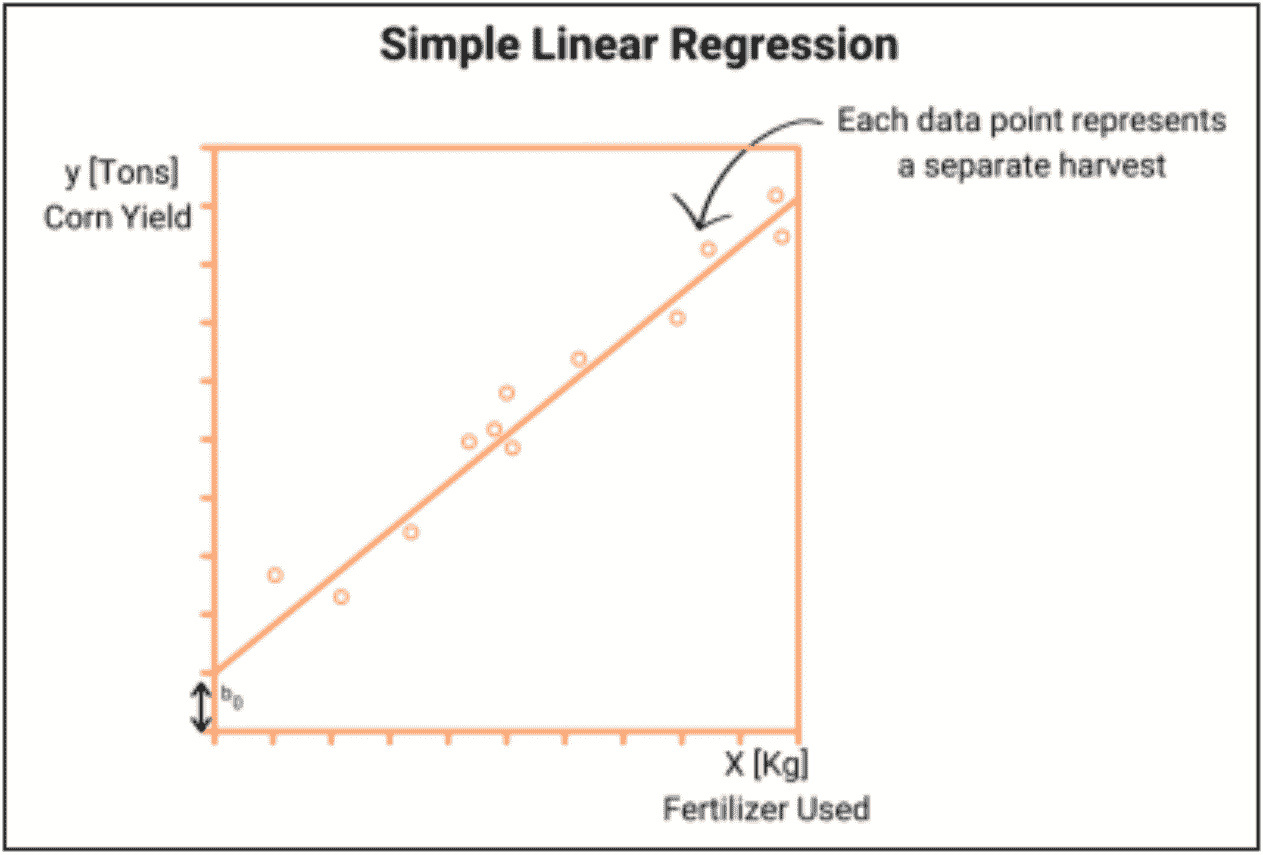 Simple Linear Regression
Each data point represents
a separate harvest
y [Tons]
Corn Yield
b₀
X [Kg]
Fertilizer Used